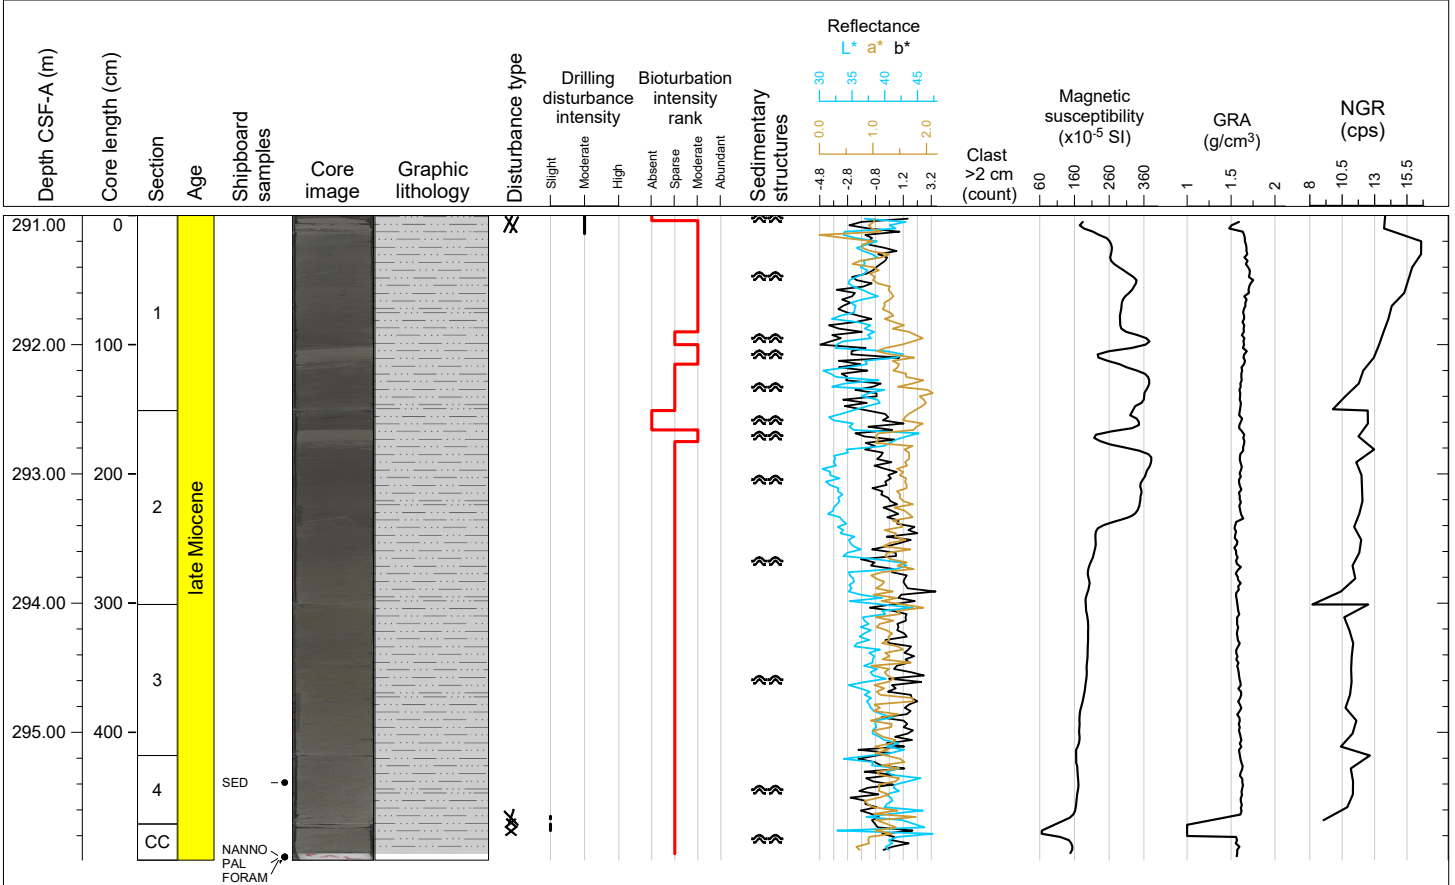 Depth CSF-A (m)
Core length (cm)
Section
Age
Shipboard
samples
Core
image
Graphic
lithology
Disturbance type
Drilling
disturbance
intensity
Slight
Moderate
High
Bioturbation
intensity
rank
Absent
Sparse
Moderate
Abundant
Sedimentary
structures
Reflectance
L* a* b*
30 35 40 45
0.0 1.0 2.0
-4.8 -2.8 -0.8 1.2 3.2
Clast
>2 cm
(count)
Magnetic
susceptibility
(x10-5 SI)
60 160 260 360
GRA
(g/cm3)
1 1.5 2
NGR
(cps)
8 10.5 13 15.5
291.00
292.00
293.00
294.00
295.00
0
100
200
300
400
1
2
3
4
CC
late Miocene
SED
NANNO
PAL
FORAM